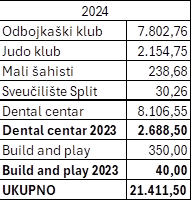 2024
Odbojkaški klub 7.802,76
Judo klub 2.154,75
Mali šahisti 238,68
Sveučilište Split 30,26
Dental centar 8.106,55
Dental centar 2023 2.688,50
Build and play 350,00
Build and play 2023 40,00
UKUPNO 21.411,50